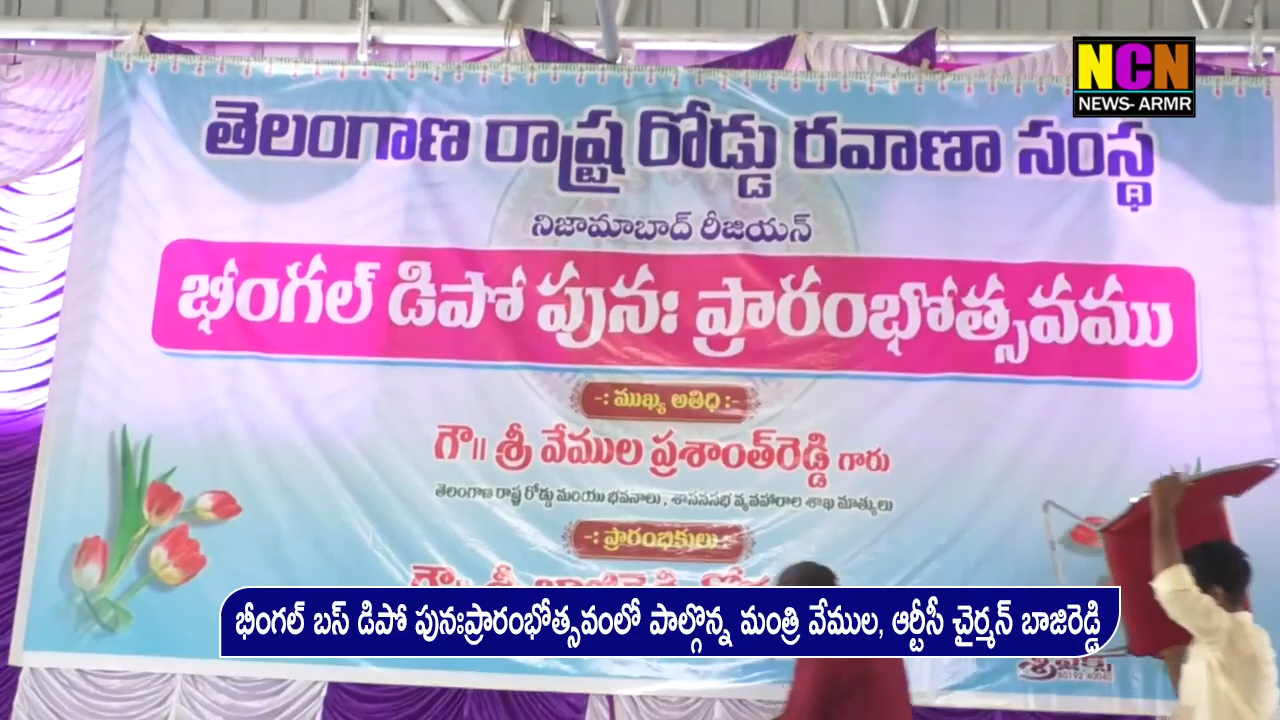 NCN
NEWS- ARMR
తెలంగాణ రాష్ట్ర రోడ్డు రవాణా సంస్థ
నిజామాబాద్ రీజియన్
భీంగల్ డిపో పునః ప్రారంభోత్సవము
-: ముఖ్య అతిధి :-
గౌ॥ శ్రీ వేముల ప్రశాంత్‌రెడ్డి గారు
తెలంగాణ రాష్ట్ర రోడ్డు మరియు భవనాలు, శాసనసభ వ్యవహారాల శాఖ మాత్యులు
-: ప్రారంభికులు :-
గౌ॥ శ్రీ బాజిరెడ్డి
భీంగల్ బస్ డిపో పునఃప్రారంభోత్సవంలో పాల్గొన్న మంత్రి వేముల, ఆర్టీసీ చైర్మన్ బాజిరెడ్డి